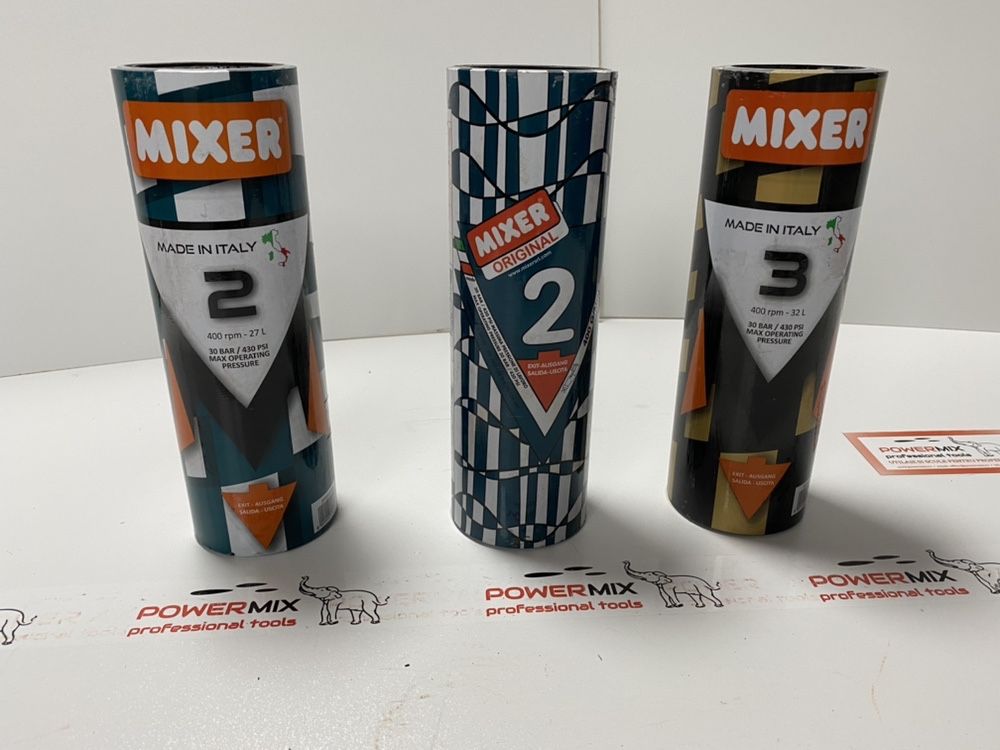 MIXER
MADE IN ITALY
2
400 rpm - 27 L
30 BAR / 430 PSI
MAX OPERATING
PRESSURE
EXIT - AUSGANG
SALIDA - USCITA
MIXER
ORIGINAL
www.mixersrl.com
2
EXIT-AUSGANG
SALIDA-USCITA
MIXER
MADE IN ITALY
3
400 rpm - 32 L
30 BAR / 430 PSI
MAX OPERATING
PRESSURE
EXIT - AUSGANG
SALIDA - USCITA
POWERMIX
professional tools
POWERMIX
professional tools
POWERMIX
professional tools
POWERMIX
professional tools